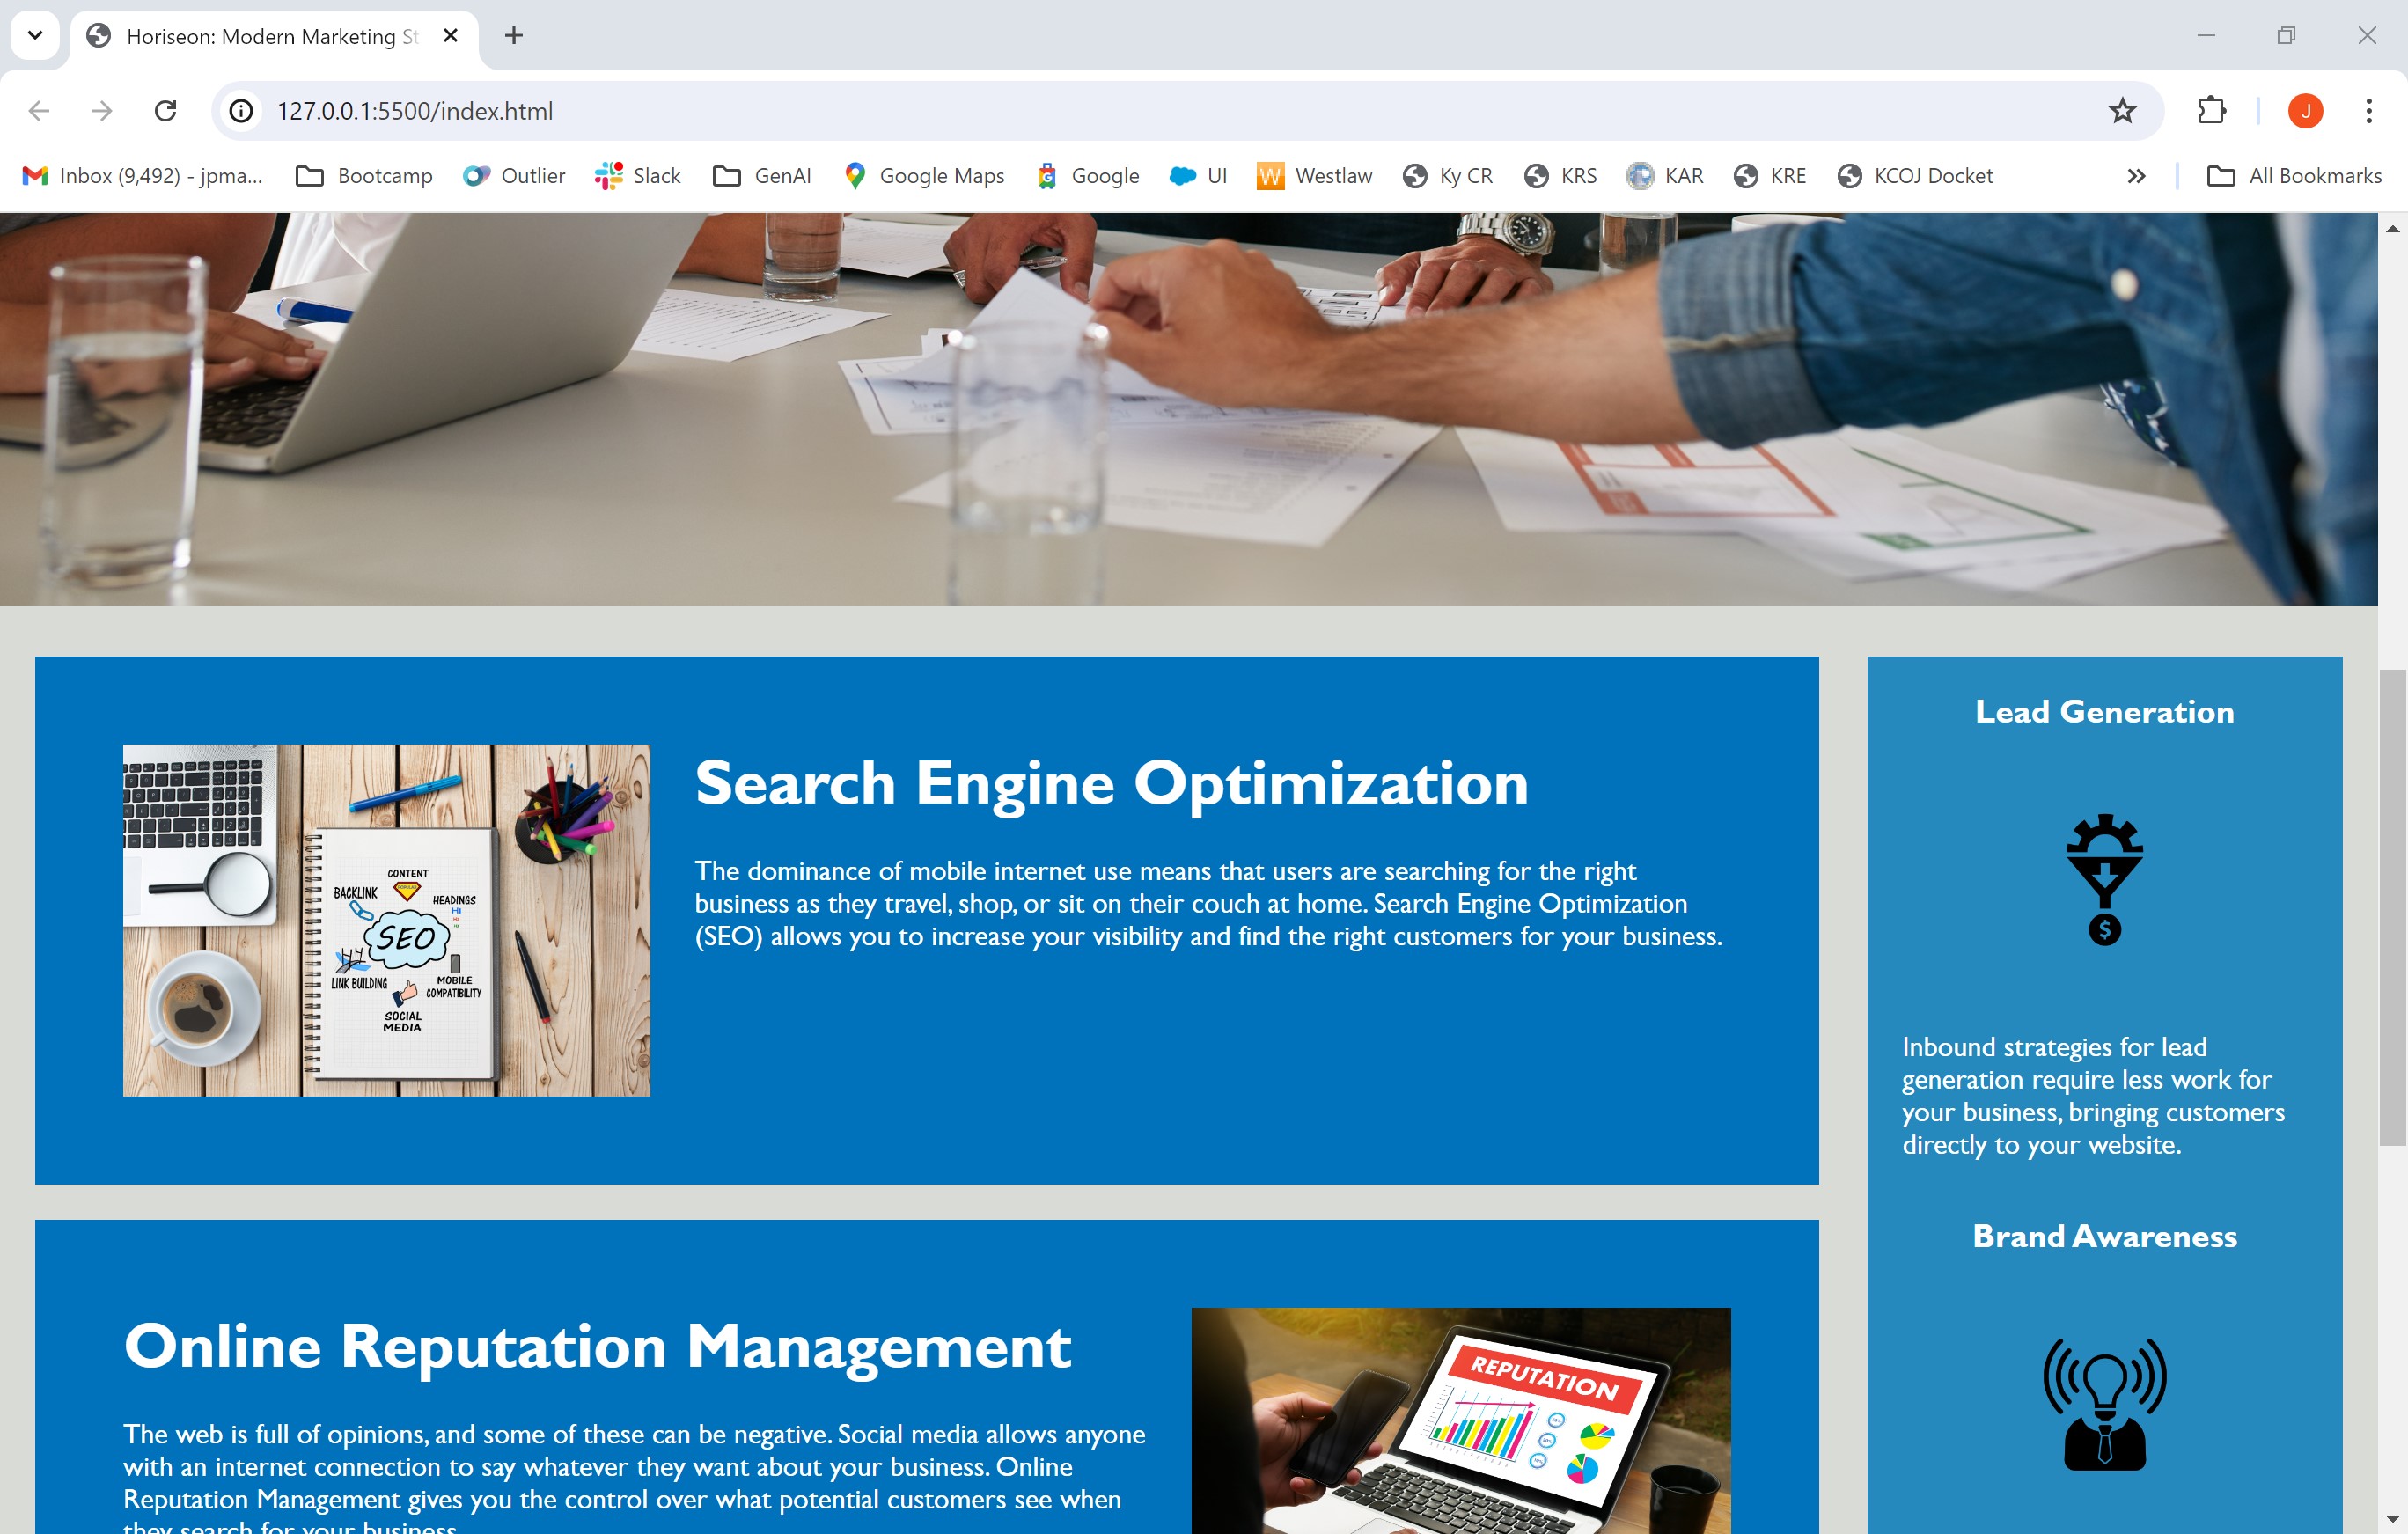 Horiseon: Modern Marketing St
127.0.0.1:5500/index.html
J
Inbox (9,492) - jpma...
Bootcamp
Outlier
Slack
GenAI
Google Maps
Google
UI
W
Westlaw
Ky CR
KRS
KAR
KRE
KCOJ Docket
All Bookmarks
Search Engine Optimization
The dominance of mobile internet use means that users are searching for the right
business as they travel, shop, or sit on their couch at home. Search Engine Optimization
(SEO) allows you to increase your visibility and find the right customers for your business.
CONTENT
BACKLINK
HEADINGS
H1
SEO
LINK BUILDING
MOBILE
COMPATIBILITY
SOCIAL
MEDIA
Lead Generation
$
Inbound strategies for lead
generation require less work for
your business, bringing customers
directly to your website.
Brand Awareness
Online Reputation Management
The web is full of opinions, and some of these can be negative. Social media allows anyone
with an internet connection to say whatever they want about your business. Online
Reputation Management gives you the control over what potential customers see when
they search for your business.
REPUTATION